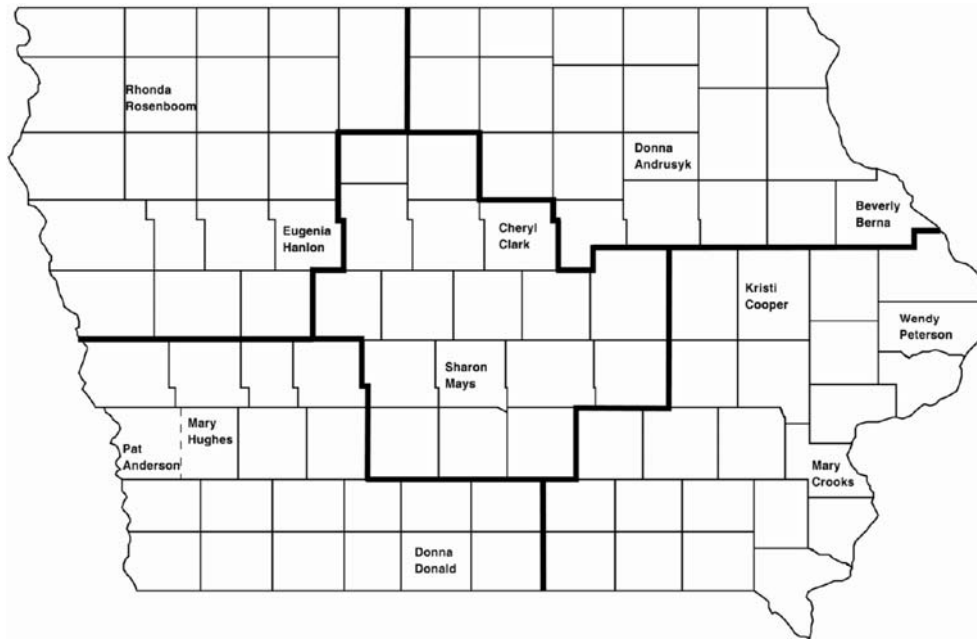 Rhonda
Rosenboom
Donna
Andrusyk
Beverly
Berna
Eugenia
Hanlon
Cheryl
Clark
Kristi
Cooper
Wendy
Peterson
Sharon
Mays
Mary
Hughes
Pat
Anderson
Mary
Crooks
Donna
Donald